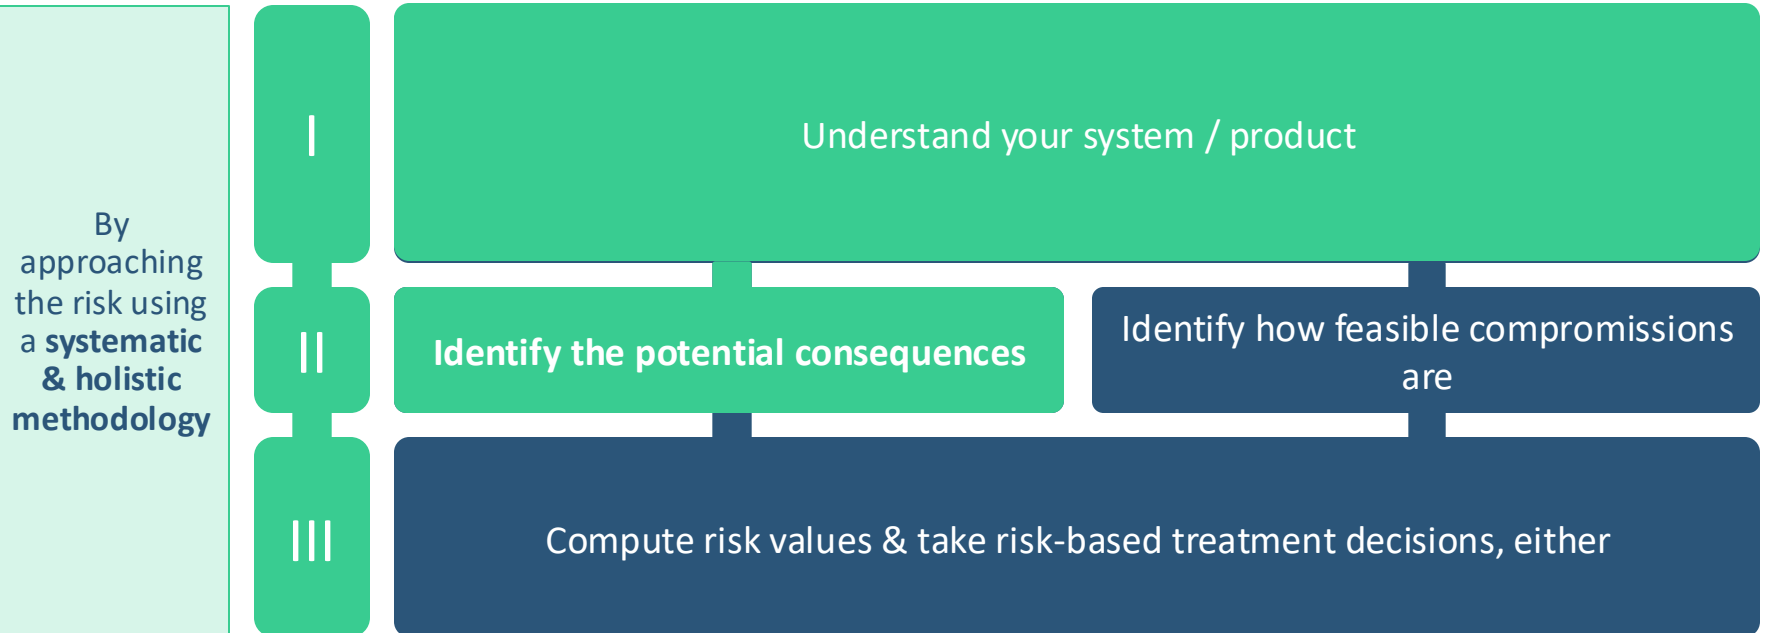 By
approaching
the risk using
a systematic
& holistic
methodology
I
Understand your system / product
II
Identify the potential consequences
Identify how feasible compromissions
are
III
Compute risk values & take risk-based treatment decisions, either